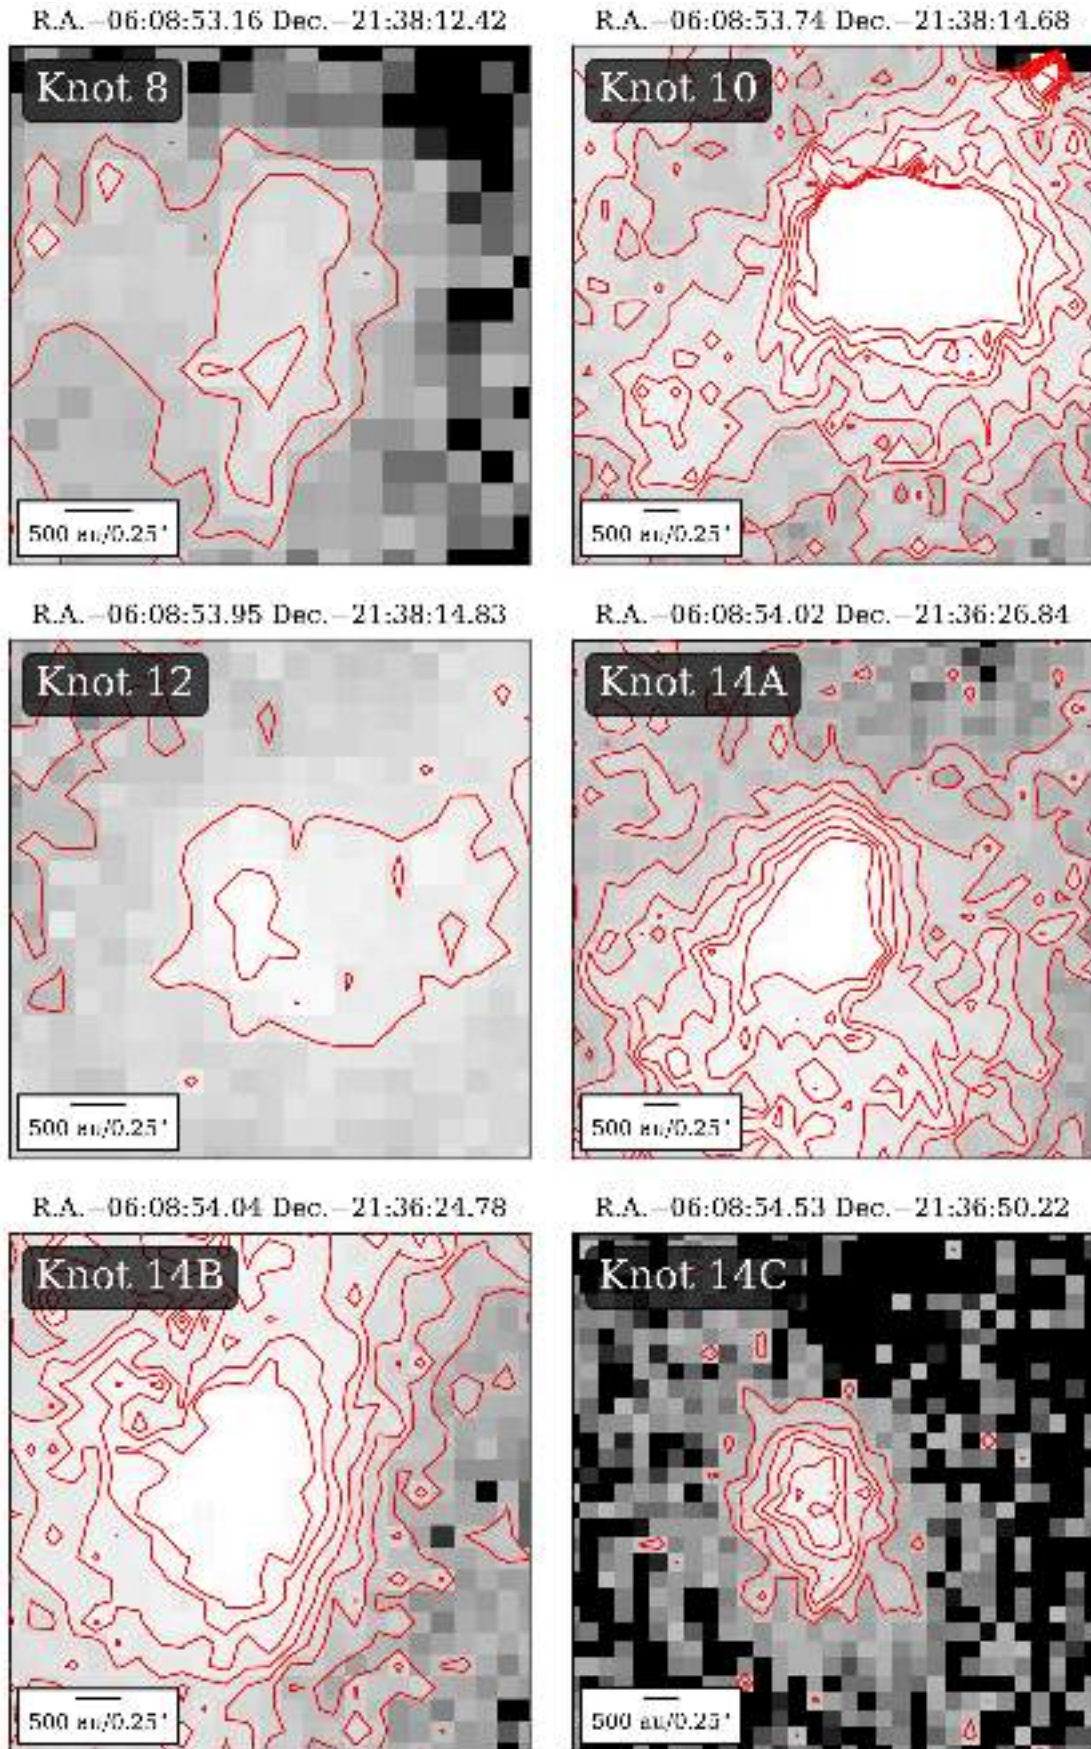 R.A.=06:08:53.16 Dec.=21:38:12.42
Knot 8
500 au/0.25"
R.A.=06:08:53.74 Dec.=21:38:14.68
Knot 10
500 au/0.25"
R.A.=06:08:53.95 Dec.=21:38:14.83
Knot 12
500 au/0.25"
R.A.=06:08:54.02 Dec.=21:36:26.84
Knot 14A
500 au/0.25"
R.A.=06:08:54.04 Dec.=21:36:24.78
Knot 14B
500 au/0.25"
R.A.=06:08:54.53 Dec.=21:36:50.22
Knot 14C
500 au/0.25"